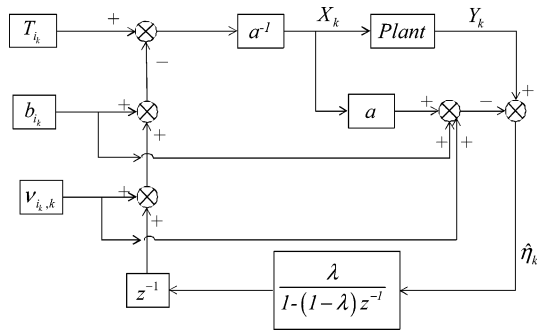 T_{i_k} + − a^{-1} X_k Plant Y_k
b_{i_k} + + a + − +
+ +
ν_{i_k,k} + +
z^{-1} λ / 1-(1-λ)z^{-1} η̂_k